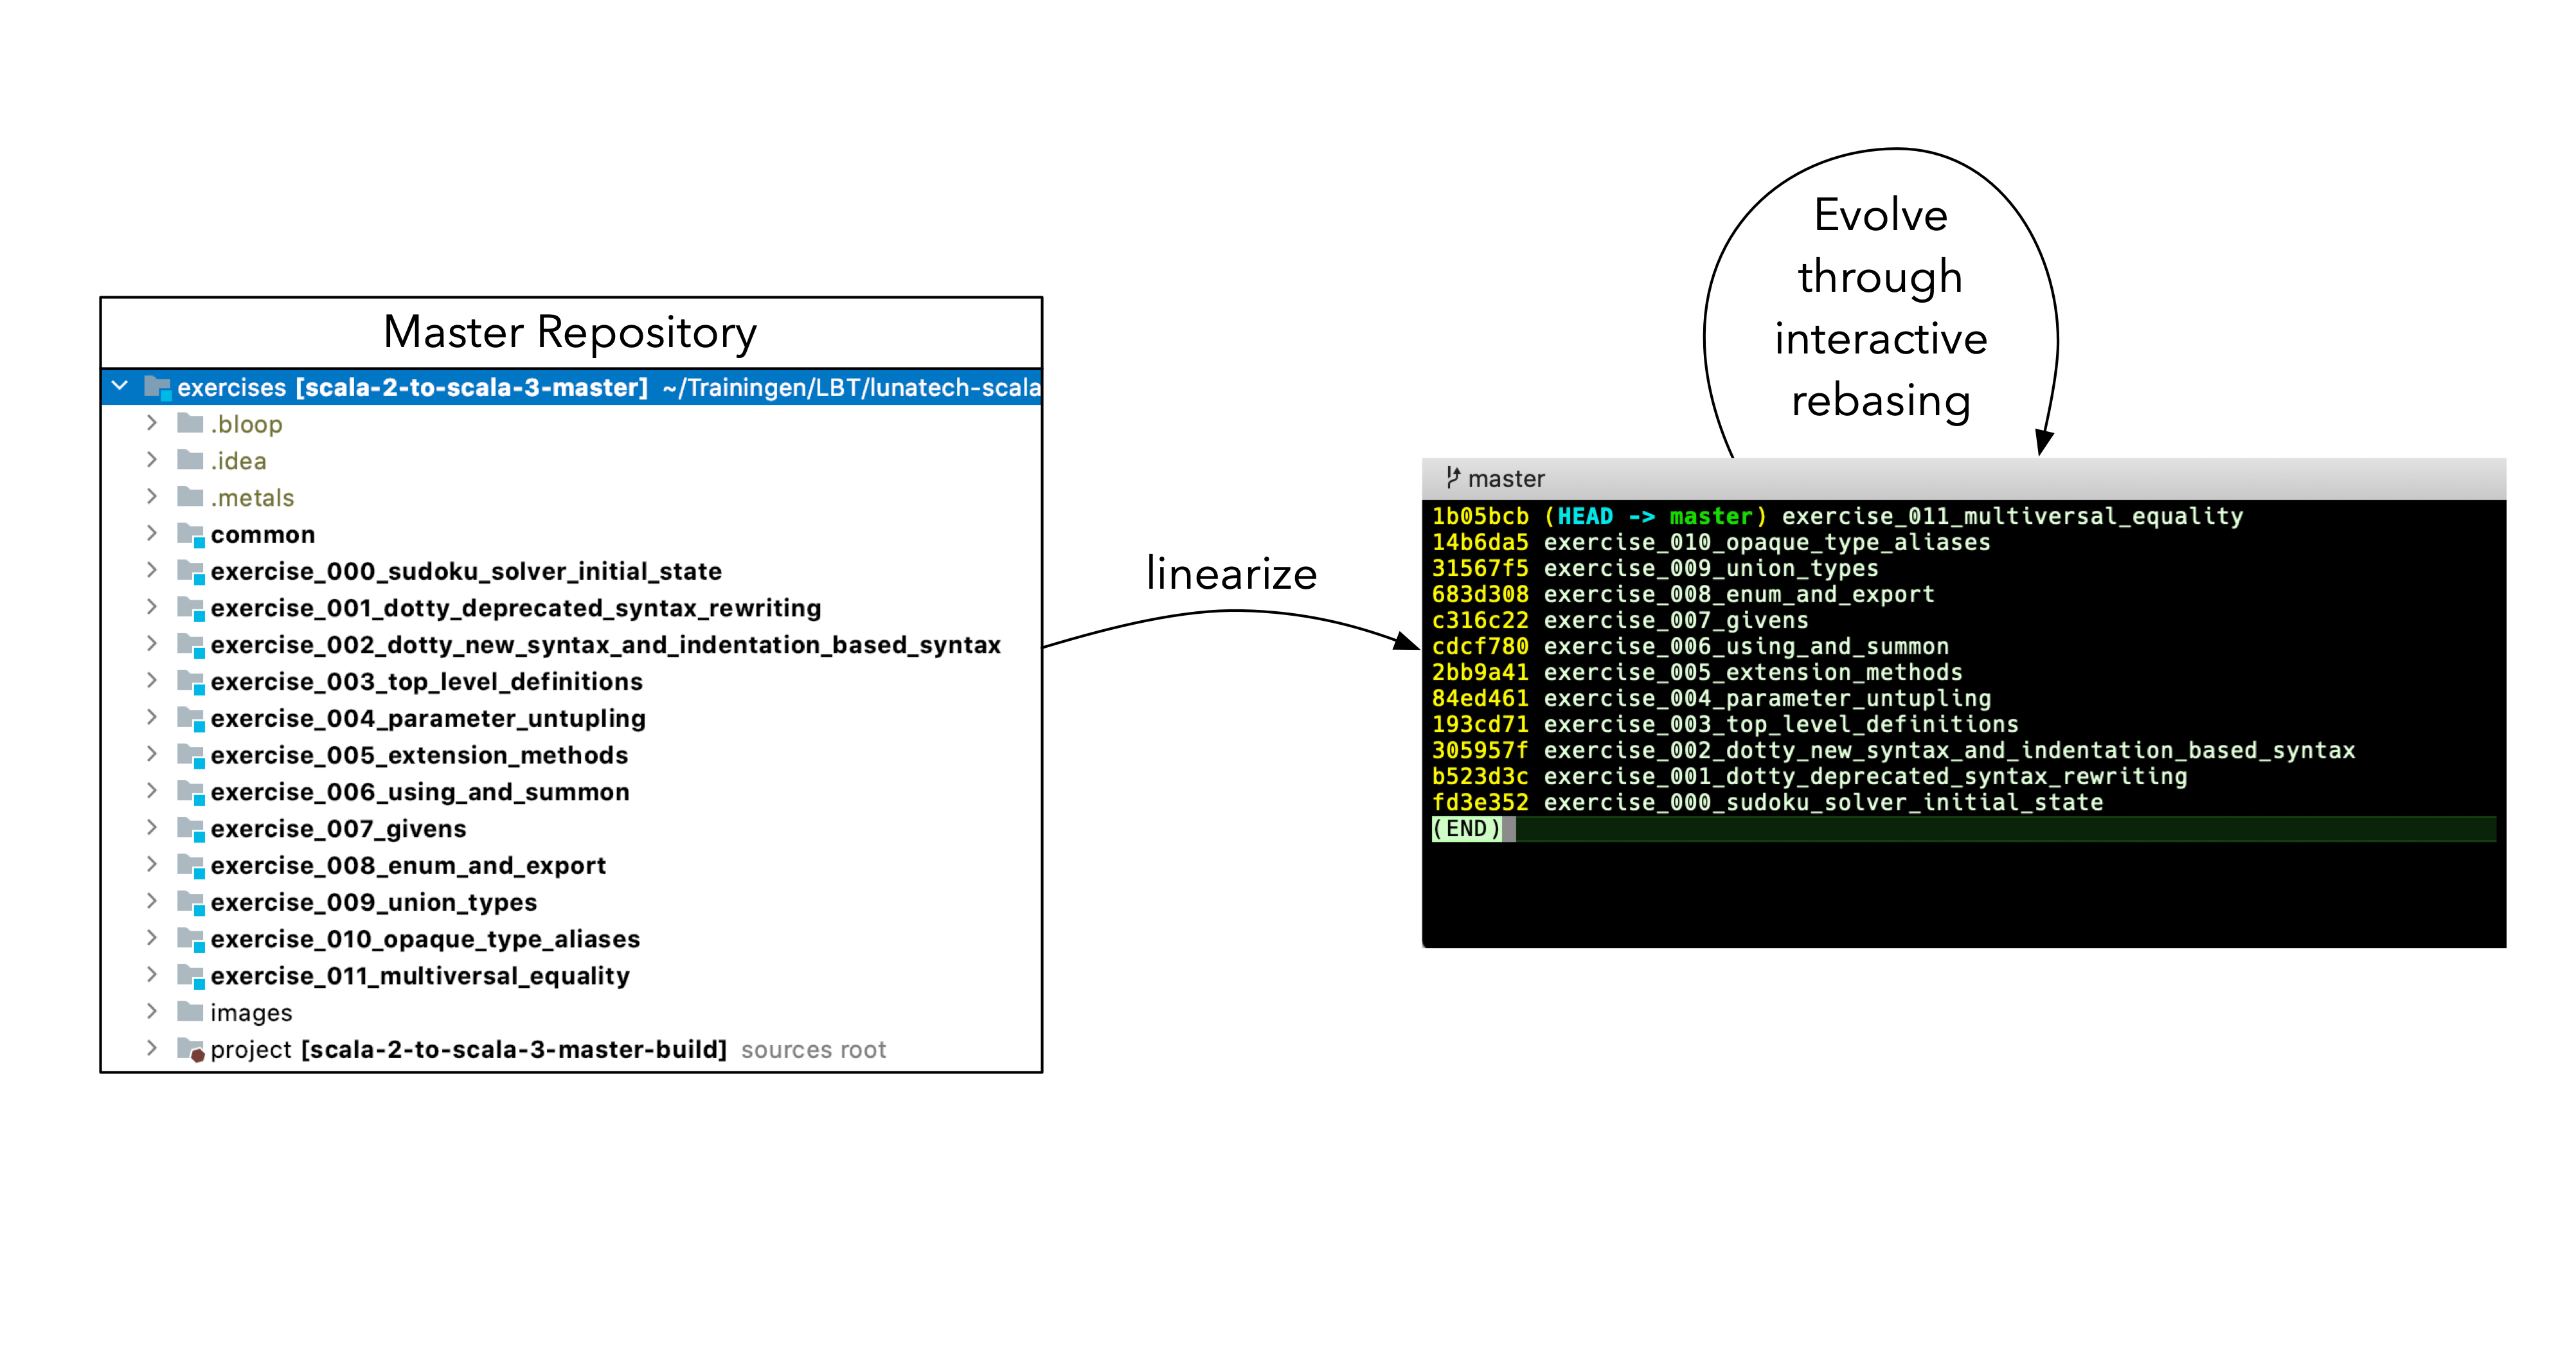 Master Repository
exercises [scala-2-to-scala-3-master] ~/Trainingen/LBT/lunatech-scala
.bloop
.idea
.metals
common
exercise_000_sudoku_solver_initial_state
exercise_001_dotty_deprecated_syntax_rewriting
exercise_002_dotty_new_syntax_and_indentation_based_syntax
exercise_003_top_level_definitions
exercise_004_parameter_untupling
exercise_005_extension_methods
exercise_006_using_and_summon
exercise_007_givens
exercise_008_enum_and_export
exercise_009_union_types
exercise_010_opaque_type_aliases
exercise_011_multiversal_equality
images
project [scala-2-to-scala-3-master-build] sources root
linearize
Evolve
through
interactive
rebasing
master
1b05bcb (HEAD -> master) exercise_011_multiversal_equality
14b6da5 exercise_010_opaque_type_aliases
31567f5 exercise_009_union_types
683d308 exercise_008_enum_and_export
c316c22 exercise_007_givens
cdcf780 exercise_006_using_and_summon
2bb9a41 exercise_005_extension_methods
84ed461 exercise_004_parameter_untupling
193cd71 exercise_003_top_level_definitions
305957f exercise_002_dotty_new_syntax_and_indentation_based_syntax
b523d3c exercise_001_dotty_deprecated_syntax_rewriting
fd3e352 exercise_000_sudoku_solver_initial_state
(END)